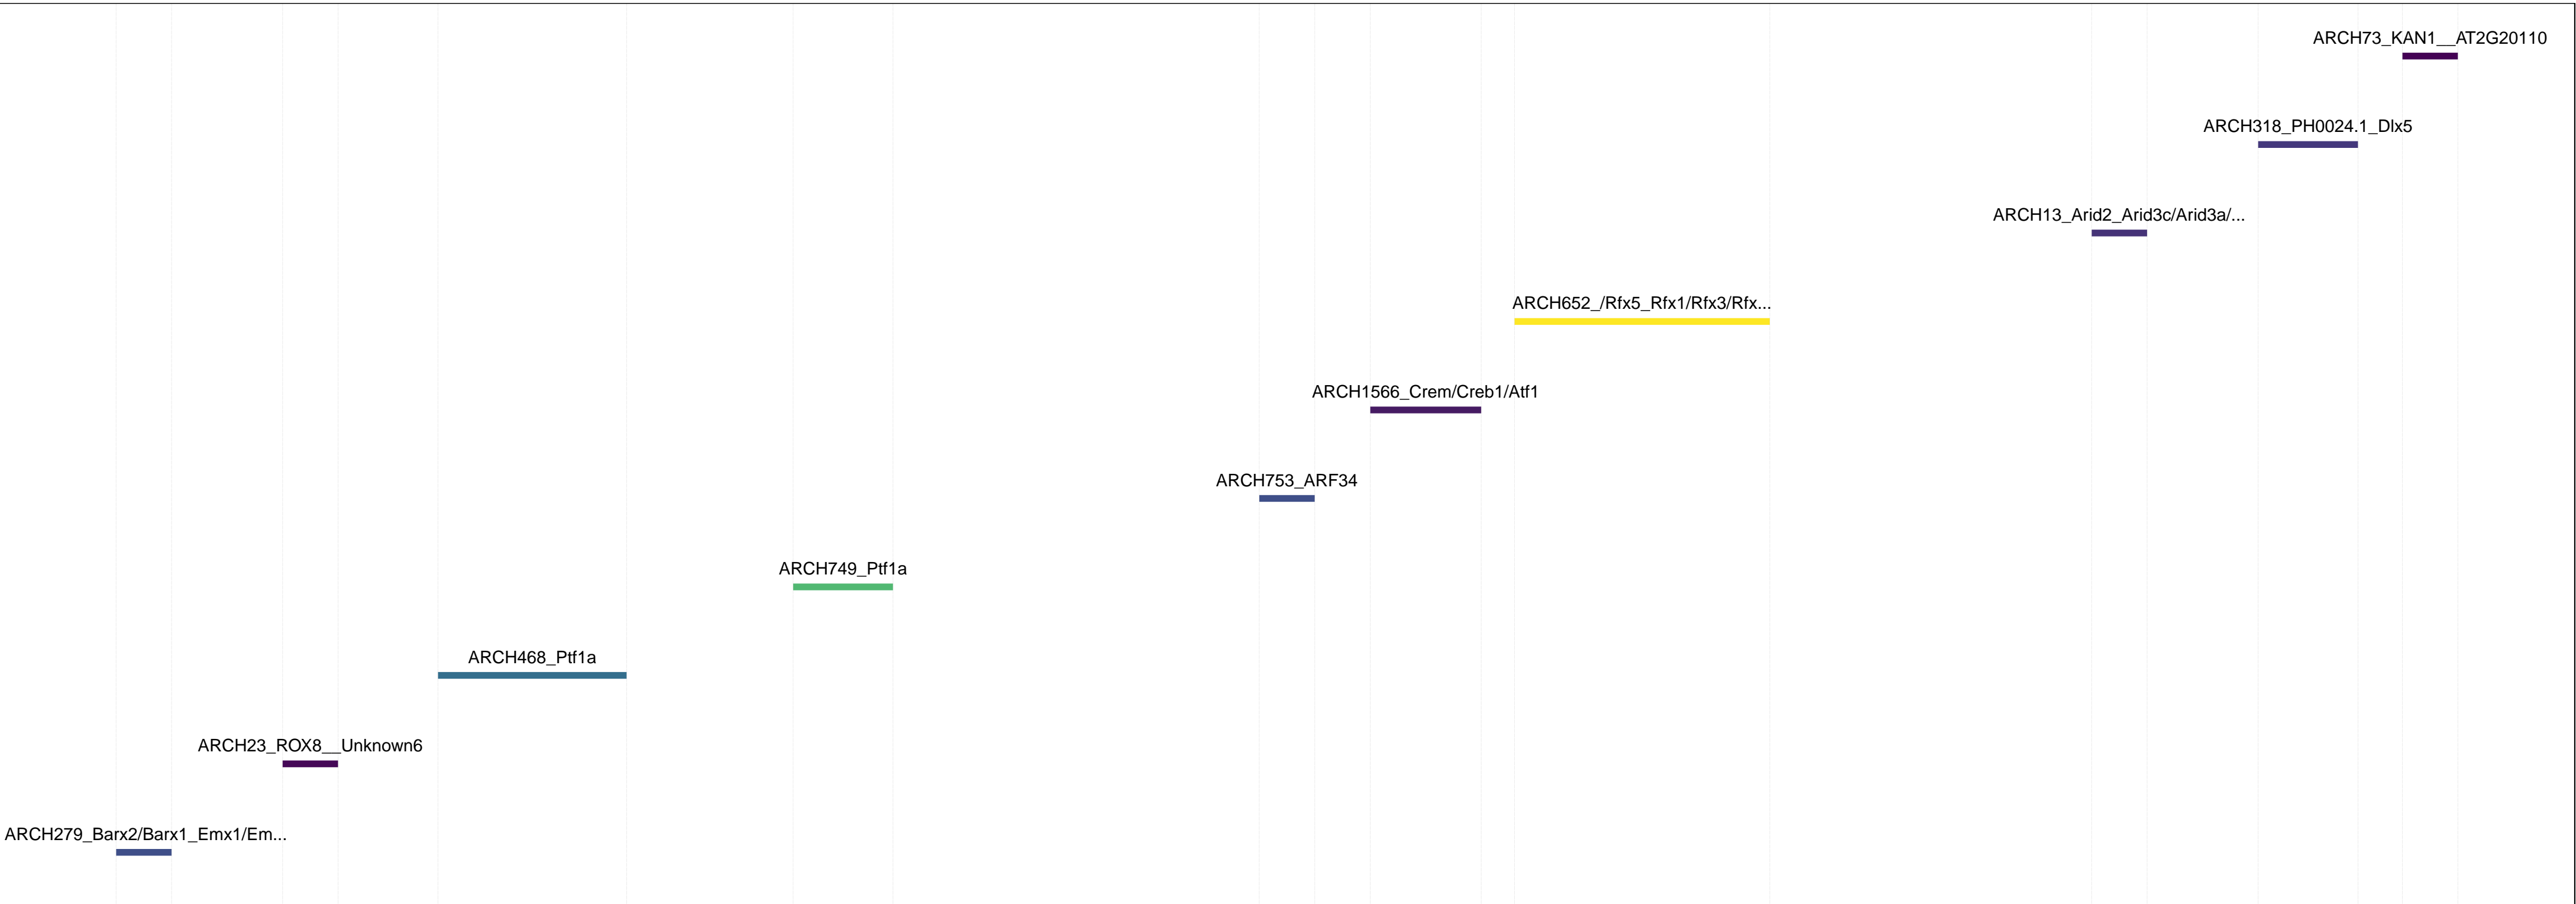 ARCH73_KAN1__AT2G20110
ARCH318_PH0024.1_Dlx5
ARCH13_Arid2_Arid3c/Arid3a/...
ARCH652_/Rfx5_Rfx1/Rfx3/Rfx...
ARCH1566_Crem/Creb1/Atf1
ARCH753_ARF34
ARCH749_Ptf1a
ARCH468_Ptf1a
ARCH23_ROX8__Unknown6
ARCH279_Barx2/Barx1_Emx1/Em...